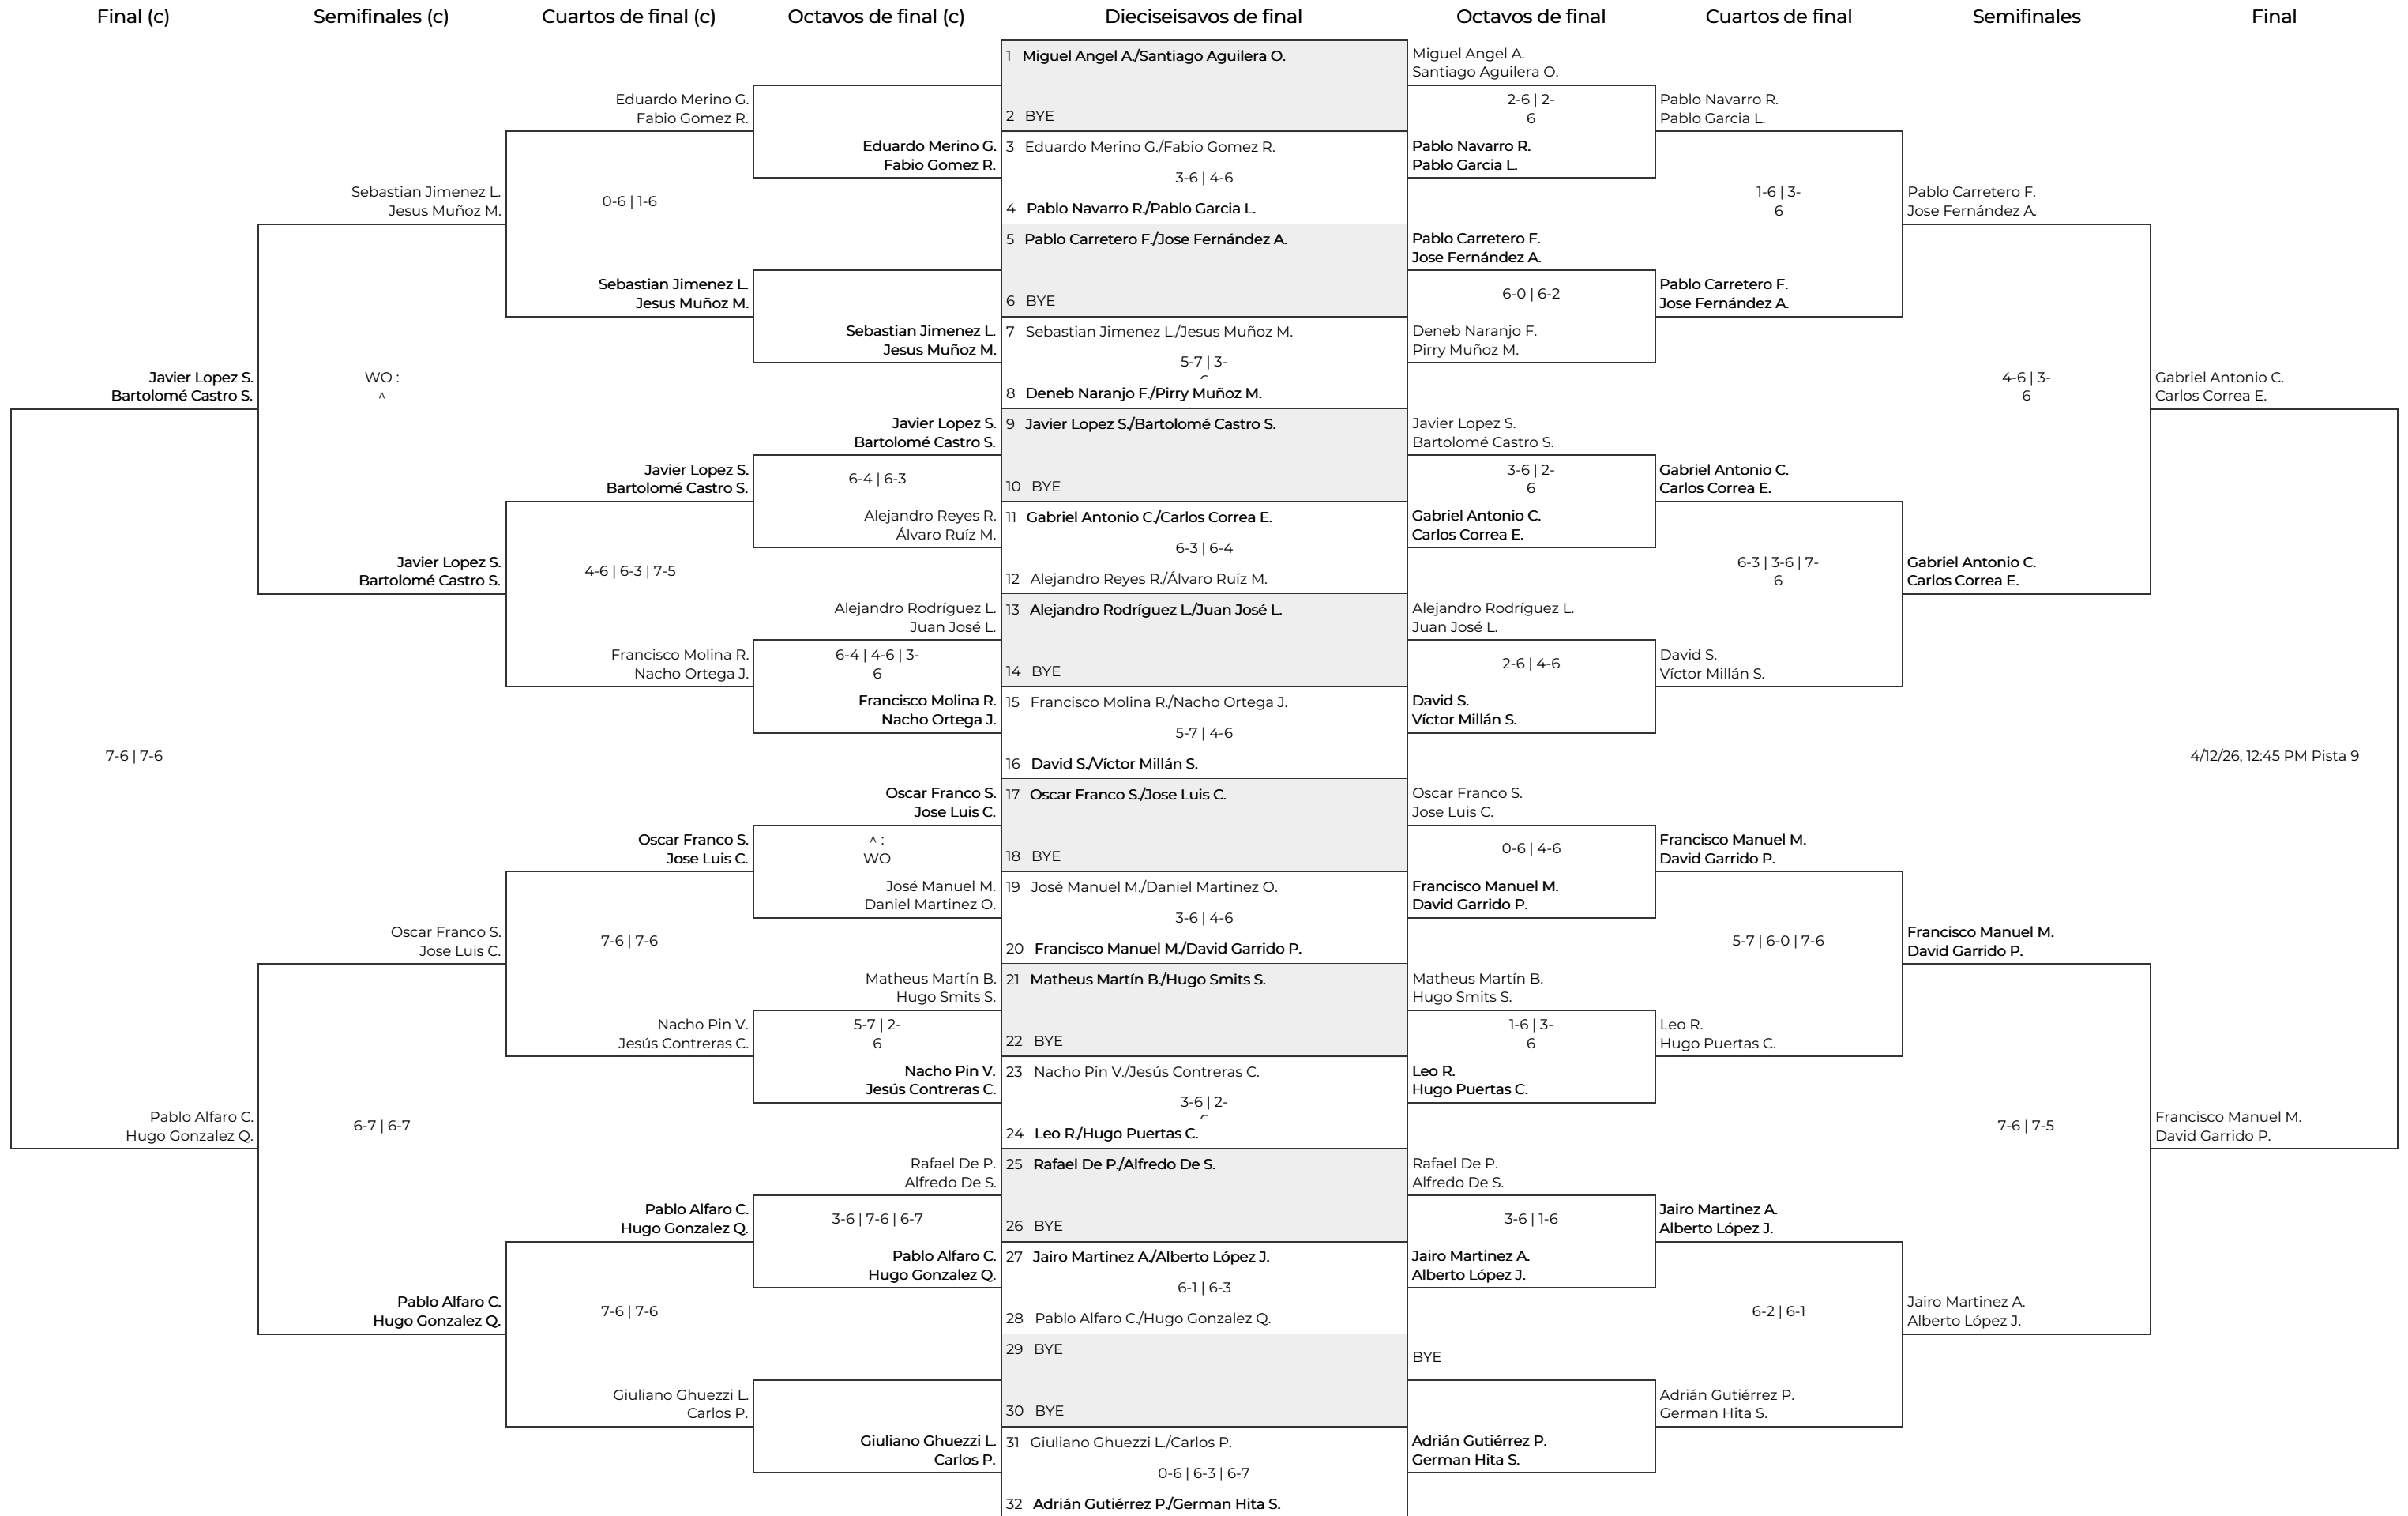 Final (c)
Semifinales (c)
Cuartos de final (c)
Octavos de final (c)
Dieciseisavos de final
Octavos de final
Cuartos de final
Semifinales
Final
Javier Lopez S.
Bartolomé Castro S.
7-6 | 7-6
Pablo Alfaro C.
Hugo Gonzalez Q.
Sebastian Jimenez L.
Jesus Muñoz M.
WO :
^
Javier Lopez S.
Bartolomé Castro S.
Oscar Franco S.
Jose Luis C.
6-7 | 6-7
Pablo Alfaro C.
Hugo Gonzalez Q.
Eduardo Merino G.
Fabio Gomez R.
0-6 | 1-6
Sebastian Jimenez L.
Jesus Muñoz M.
Javier Lopez S.
Bartolomé Castro S.
4-6 | 6-3 | 7-5
Francisco Molina R.
Nacho Ortega J.
Oscar Franco S.
Jose Luis C.
7-6 | 7-6
Nacho Pin V.
Jesús Contreras C.
Pablo Alfaro C.
Hugo Gonzalez Q.
7-6 | 7-6
Giuliano Ghuezzi L.
Carlos P.
Eduardo Merino G.
Fabio Gomez R.
Sebastian Jimenez L.
Jesus Muñoz M.
Javier Lopez S.
Bartolomé Castro S.
6-4 | 6-3
Alejandro Reyes R.
Álvaro Ruíz M.
Alejandro Rodríguez L.
Juan José L.
6-4 | 4-6 | 3-
6
Francisco Molina R.
Nacho Ortega J.
Oscar Franco S.
Jose Luis C.
^ :
WO
José Manuel M.
Daniel Martinez O.
Matheus Martín B.
Hugo Smits S.
5-7 | 2-
6
Nacho Pin V.
Jesús Contreras C.
Rafael De P.
Alfredo De S.
3-6 | 7-6 | 6-7
Pablo Alfaro C.
Hugo Gonzalez Q.
Giuliano Ghuezzi L.
Carlos P.
1 Miguel Angel A./Santiago Aguilera O.
2 BYE
3 Eduardo Merino G./Fabio Gomez R.
3-6 | 4-6
4 Pablo Navarro R./Pablo Garcia L.
5 Pablo Carretero F./Jose Fernández A.
6 BYE
7 Sebastian Jimenez L./Jesus Muñoz M.
5-7 | 3-
8 Deneb Naranjo F./Pirry Muñoz M.
9 Javier Lopez S./Bartolomé Castro S.
10 BYE
11 Gabriel Antonio C./Carlos Correa E.
6-3 | 6-4
12 Alejandro Reyes R./Álvaro Ruíz M.
13 Alejandro Rodríguez L./Juan José L.
14 BYE
15 Francisco Molina R./Nacho Ortega J.
5-7 | 4-6
16 David S./Víctor Millán S.
17 Oscar Franco S./Jose Luis C.
18 BYE
19 José Manuel M./Daniel Martinez O.
3-6 | 4-6
20 Francisco Manuel M./David Garrido P.
21 Matheus Martín B./Hugo Smits S.
22 BYE
23 Nacho Pin V./Jesús Contreras C.
3-6 | 2-
24 Leo R./Hugo Puertas C.
25 Rafael De P./Alfredo De S.
26 BYE
27 Jairo Martinez A./Alberto López J.
6-1 | 6-3
28 Pablo Alfaro C./Hugo Gonzalez Q.
29 BYE
30 BYE
31 Giuliano Ghuezzi L./Carlos P.
0-6 | 6-3 | 6-7
32 Adrián Gutiérrez P./German Hita S.
Miguel Angel A.
Santiago Aguilera O.
2-6 | 2-
6
Pablo Navarro R.
Pablo Garcia L.
Pablo Carretero F.
Jose Fernández A.
6-0 | 6-2
Deneb Naranjo F.
Pirry Muñoz M.
Javier Lopez S.
Bartolomé Castro S.
3-6 | 2-
6
Gabriel Antonio C.
Carlos Correa E.
Alejandro Rodríguez L.
Juan José L.
2-6 | 4-6
David S.
Víctor Millán S.
Oscar Franco S.
Jose Luis C.
0-6 | 4-6
Francisco Manuel M.
David Garrido P.
Matheus Martín B.
Hugo Smits S.
1-6 | 3-
6
Leo R.
Hugo Puertas C.
Rafael De P.
Alfredo De S.
3-6 | 1-6
Jairo Martinez A.
Alberto López J.
BYE
Adrián Gutiérrez P.
German Hita S.
Pablo Navarro R.
Pablo Garcia L.
1-6 | 3-
6
Pablo Carretero F.
Jose Fernández A.
Gabriel Antonio C.
Carlos Correa E.
6-3 | 3-6 | 7-
6
David S.
Víctor Millán S.
Francisco Manuel M.
David Garrido P.
5-7 | 6-0 | 7-6
Leo R.
Hugo Puertas C.
Jairo Martinez A.
Alberto López J.
6-2 | 6-1
Adrián Gutiérrez P.
German Hita S.
Pablo Carretero F.
Jose Fernández A.
4-6 | 3-
6
Gabriel Antonio C.
Carlos Correa E.
Francisco Manuel M.
David Garrido P.
7-6 | 7-5
Jairo Martinez A.
Alberto López J.
Gabriel Antonio C.
Carlos Correa E.
4/12/26, 12:45 PM Pista 9
Francisco Manuel M.
David Garrido P.